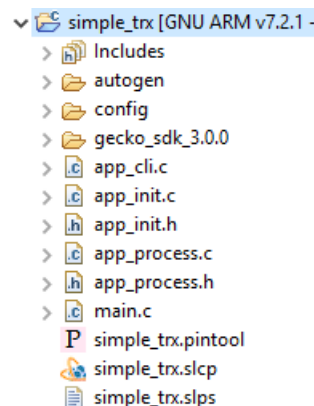 simple_trx [GNU ARM v7.2.1 -
Includes
autogen
config
gecko_sdk_3.0.0
app_cli.c
app_init.c
app_init.h
app_process.c
app_process.h
main.c
simple_trx.pintool
simple_trx.slcp
simple_trx.slps